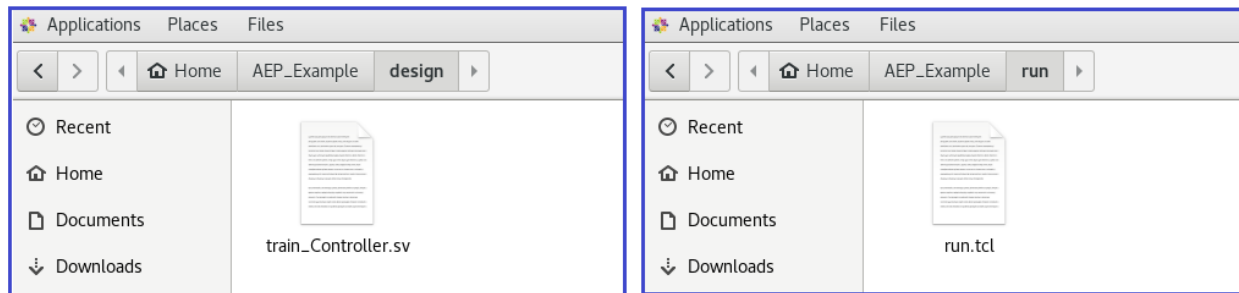 Applications Places Files
Home AEP_Example design
Recent
Home
Documents
Downloads
train_Controller.sv
Applications Places Files
Home AEP_Example run
Recent
Home
Documents
Downloads
run.tcl